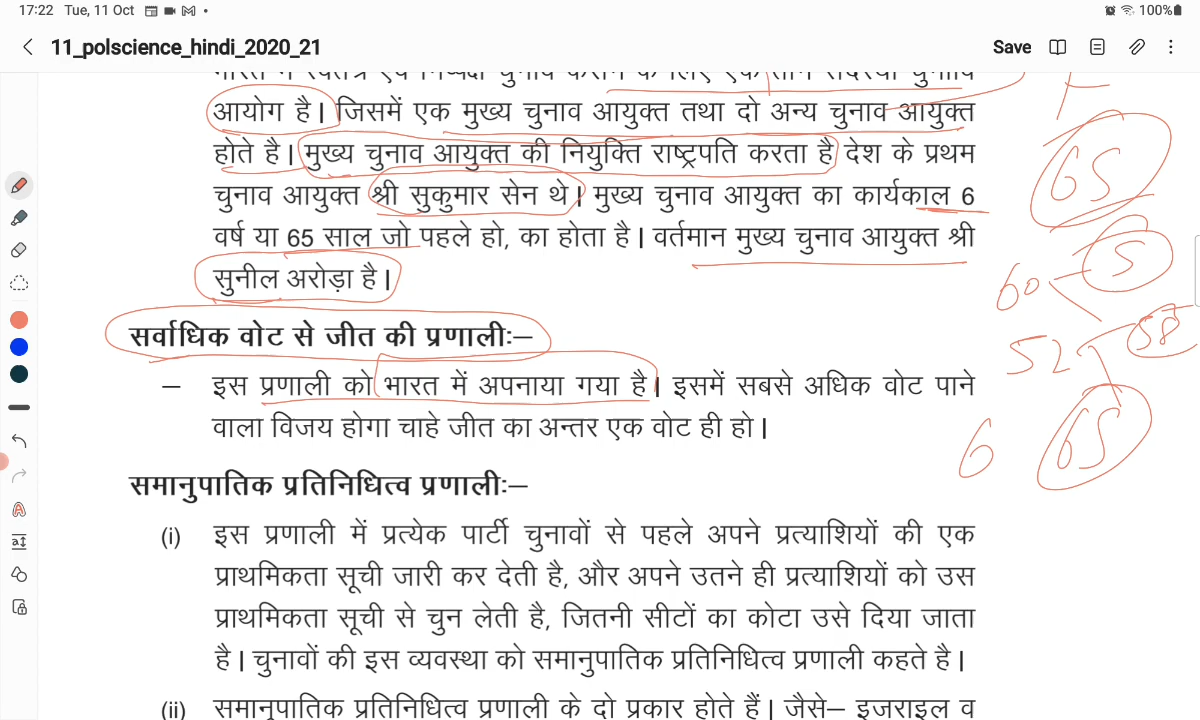 17:22 Tue, 11 Oct
100%
11_polscience_hindi_2020_21
Save
आयोग है। जिसमें एक मुख्य चुनाव आयुक्त तथा दो अन्य चुनाव आयुक्त
होते है। मुख्य चुनाव आयुक्त की नियुक्ति राष्ट्रपति करता है देश के प्रथम
चुनाव आयुक्त श्री सुकुमार सेन थे। मुख्य चुनाव आयुक्त का कार्यकाल 6
वर्ष या 65 साल जो पहले हो, का होता है। वर्तमान मुख्य चुनाव आयुक्त श्री
सुनील अरोड़ा है।
65
5
60
58
52
65
6
सर्वाधिक वोट से जीत की प्रणालीः–
– इस प्रणाली को भारत में अपनाया गया है। इसमें सबसे अधिक वोट पाने
वाला विजय होगा चाहे जीत का अन्तर एक वोट ही हो।
समानुपातिक प्रतिनिधित्व प्रणालीः–
(i) इस प्रणाली में प्रत्येक पार्टी चुनावों से पहले अपने प्रत्याशियों की एक
प्राथमिकता सूची जारी कर देती है, और अपने उतने ही प्रत्याशियों को उस
प्राथमिकता सूची से चुन लेती है, जितनी सीटों का कोटा उसे दिया जाता
है। चुनावों की इस व्यवस्था को समानुपातिक प्रतिनिधित्व प्रणाली कहते है।
(ii) समानुपातिक प्रतिनिधित्व प्रणाली के दो प्रकार होते हैं। जैसे– इजराइल व